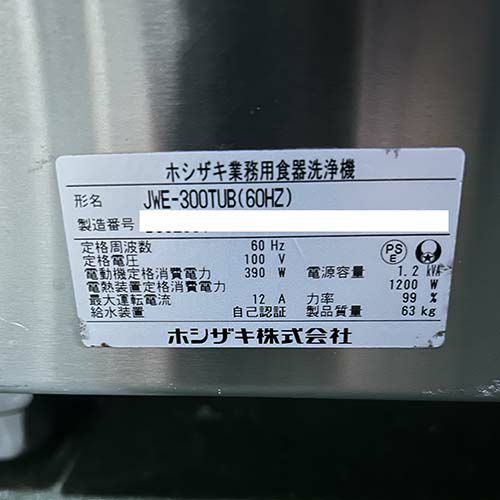 ホシザキ業務用食器洗浄機
形名 JWE-300TUB(60HZ)
製造番号
定格周波数 60 Hz
定格電圧 100 V
電動機定格消費電力 390 W 電源容量 1.2 kVA
電熱装置定格消費電力 1200 W
最大運転電流 12 A 力率 99 %
給水装置 自己認証 製品質量 63 kg
PS
E
ホシザキ株式会社